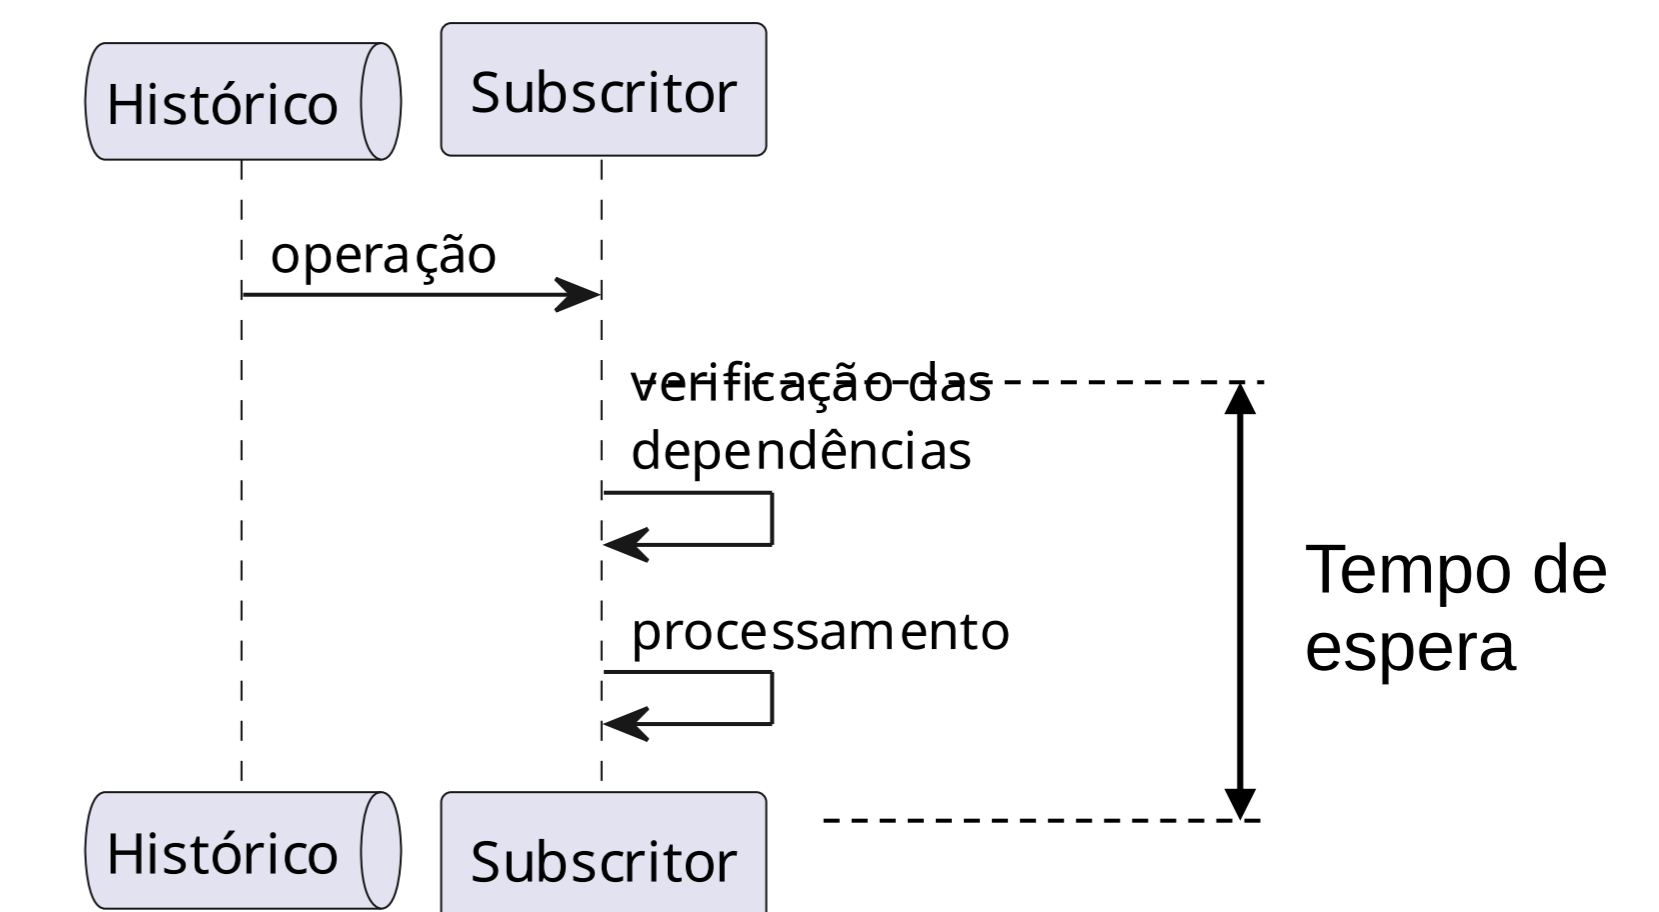 Histórico
Subscritor
operação
verificação das
dependências
processamento
Tempo de
espera
Histórico
Subscritor